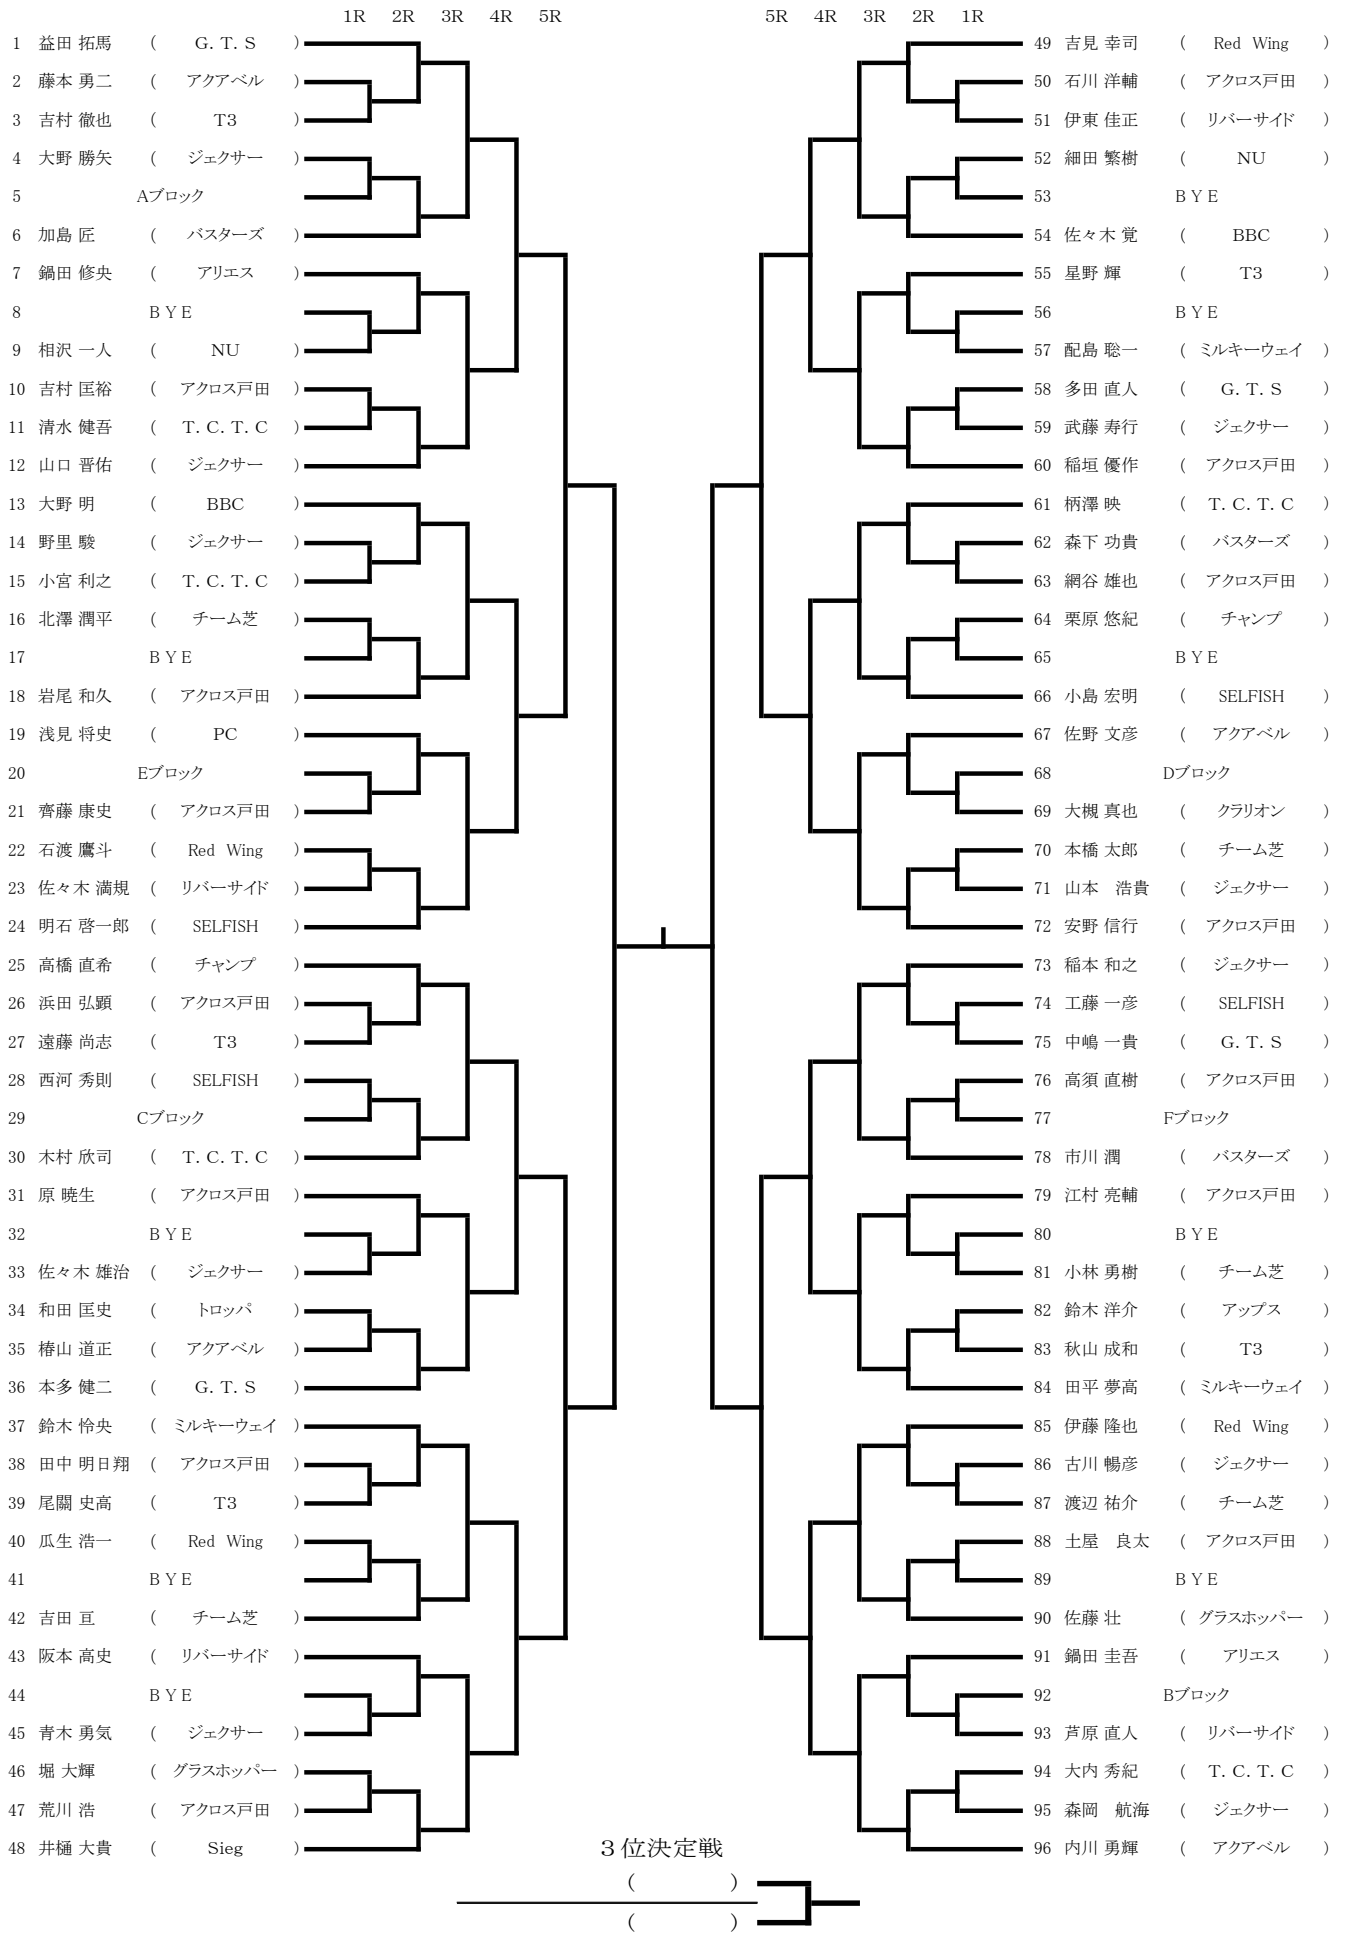 1R 2R 3R 4R 5R
1 益田 拓馬 ( G. T. S )
2 藤本 勇二 ( アクアベル )
3 吉村 徹也 ( T3 )
4 大野 勝矢 ( ジェクサー )
5 Aブロック
6 加島 匠 ( バスターズ )
7 鍋田 修央 ( アリエス )
8 B Y E
9 相沢 一人 ( NU )
10 吉村 匡裕 ( アクロス戸田 )
11 清水 健吾 ( T. C. T. C )
12 山口 晋佑 ( ジェクサー )
13 大野 明 ( BBC )
14 野里 駿 ( ジェクサー )
15 小宮 利之 ( T. C. T. C )
16 北澤 潤平 ( チーム芝 )
17 B Y E
18 岩尾 和久 ( アクロス戸田 )
19 浅見 将史 ( PC )
20 Eブロック
21 齊藤 康史 ( アクロス戸田 )
22 石渡 鷹斗 ( Red Wing )
23 佐々木 満規 ( リバーサイド )
24 明石 啓一郎 ( SELFISH )
25 高橋 直希 ( チャンプ )
26 浜田 弘顕 ( アクロス戸田 )
27 遠藤 尚志 ( T3 )
28 西河 秀則 ( SELFISH )
29 Cブロック
30 木村 欣司 ( T. C. T. C )
31 原 暁生 ( アクロス戸田 )
32 B Y E
33 佐々木 雄治 ( ジェクサー )
34 和田 匡史 ( トロッパ )
35 椿山 道正 ( アクアベル )
36 本多 健二 ( G. T. S )
37 鈴木 怜央 ( ミルキーウェイ )
38 田中 明日翔 ( アクロス戸田 )
39 尾關 史高 ( T3 )
40 瓜生 浩一 ( Red Wing )
41 B Y E
42 吉田 亘 ( チーム芝 )
43 阪本 高史 ( リバーサイド )
44 B Y E
45 青木 勇気 ( ジェクサー )
46 堀 大輝 ( グラスホッパー )
47 荒川 浩 ( アクロス戸田 )
48 井樋 大貴 ( Sieg )
5R 4R 3R 2R 1R
49 吉見 幸司 ( Red Wing )
50 石川 洋輔 ( アクロス戸田 )
51 伊東 佳正 ( リバーサイド )
52 細田 繁樹 ( NU )
53 B Y E
54 佐々木 覚 ( BBC )
55 星野 輝 ( T3 )
56 B Y E
57 配島 聡一 ( ミルキーウェイ )
58 多田 直人 ( G. T. S )
59 武藤 寿行 ( ジェクサー )
60 稲垣 優作 ( アクロス戸田 )
61 柄澤 映 ( T. C. T. C )
62 森下 功貴 ( バスターズ )
63 網谷 雄也 ( アクロス戸田 )
64 栗原 悠紀 ( チャンプ )
65 B Y E
66 小島 宏明 ( SELFISH )
67 佐野 文彦 ( アクアベル )
68 Dブロック
69 大槻 真也 ( クラリオン )
70 本橋 太郎 ( チーム芝 )
71 山本　浩貴 ( ジェクサー )
72 安野 信行 ( アクロス戸田 )
73 稲本 和之 ( ジェクサー )
74 工藤 一彦 ( SELFISH )
75 中嶋 一貴 ( G. T. S )
76 高須 直樹 ( アクロス戸田 )
77 Fブロック
78 市川 潤 ( バスターズ )
79 江村 亮輔 ( アクロス戸田 )
80 B Y E
81 小林 勇樹 ( チーム芝 )
82 鈴木 洋介 ( アップス )
83 秋山 成和 ( T3 )
84 田平 夢高 ( ミルキーウェイ )
85 伊藤 隆也 ( Red Wing )
86 古川 暢彦 ( ジェクサー )
87 渡辺 祐介 ( チーム芝 )
88 土屋　良太 ( アクロス戸田 )
89 B Y E
90 佐藤 壮 ( グラスホッパー )
91 鍋田 圭吾 ( アリエス )
92 Bブロック
93 芦原 直人 ( リバーサイド )
94 大内 秀紀 ( T. C. T. C )
95 森岡　航海 ( ジェクサー )
96 内川 勇輝 ( アクアベル )
３位決定戦
( )
( )